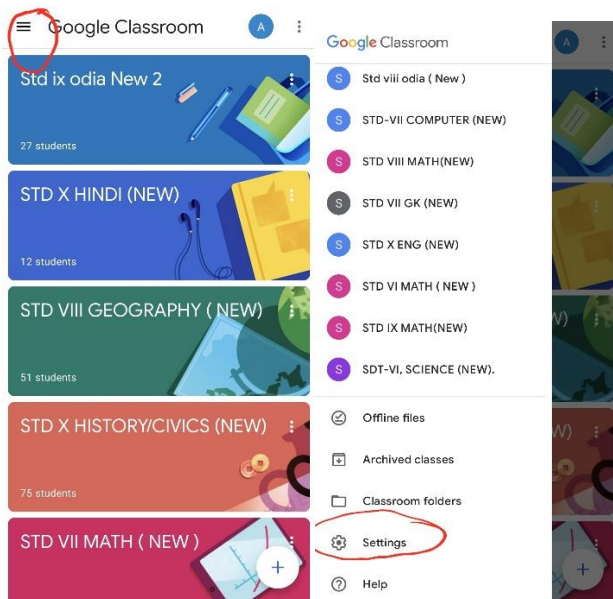 Google Classroom
A
Std ix odia New 2
27 students
STD X HINDI (NEW)
12 students
STD VIII GEOGRAPHY ( NEW)
51 students
STD X HISTORY/CIVICS (NEW)
75 students
STD VII MATH ( NEW )
Google Classroom
A
S Std viii odia ( New )
S STD-VII COMPUTER (NEW)
S STD VIII MATH(NEW)
S STD VII GK (NEW)
S STD X ENG (NEW)
S STD VI MATH ( NEW )
S STD IX MATH(NEW)
S SDT-VI, SCIENCE (NEW).
Offline files
Archived classes
Classroom folders
Settings
Help
V)
W)